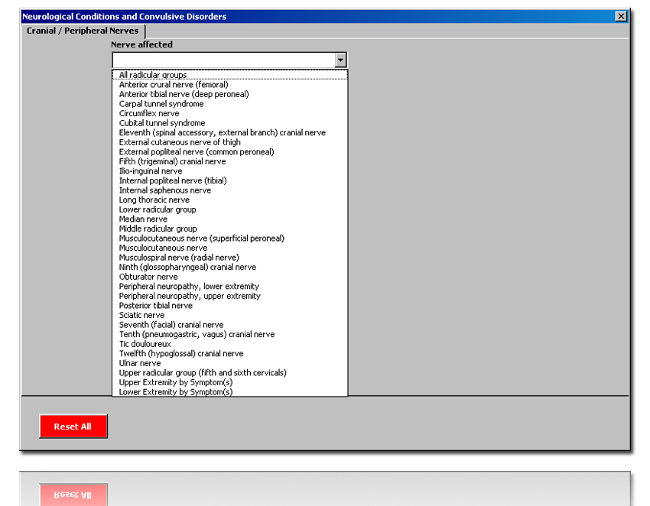 Neurological Conditions and Convulsive Disorders
Cranial / Peripheral Nerves
Nerve affected
All radicular groups
Anterior crural nerve (femoral)
Anterior tibial nerve (deep peroneal)
Carpal tunnel syndrome
Circumflex nerve
Cubital tunnel syndrome
Eleventh (spinal accessory, external branch) cranial nerve
External cutaneous nerve of thigh
External popliteal nerve (common peroneal)
Fifth (trigeminal) cranial nerve
Ilio-inguinal nerve
Internal popliteal nerve (tibial)
Internal saphenous nerve
Long thoracic nerve
Lower radicular group
Median nerve
Middle radicular group
Musculocutaneous nerve (superficial peroneal)
Musculocutaneous nerve
Musculospiral nerve (radial nerve)
Ninth (glossopharyngeal) cranial nerve
Obturator nerve
Peripheral neuropathy, lower extremity
Peripheral neuropathy, upper extremity
Posterior tibial nerve
Sciatic nerve
Seventh (facial) cranial nerve
Tenth (pneumogastric, vagus) cranial nerve
Tic douloureux
Twelfth (hypoglossal) cranial nerve
Ulnar nerve
Upper radicular group (fifth and sixth cervicals)
Upper Extremity by Symptom(s)
Lower Extremity by Symptom(s)
Reset All
Reset All